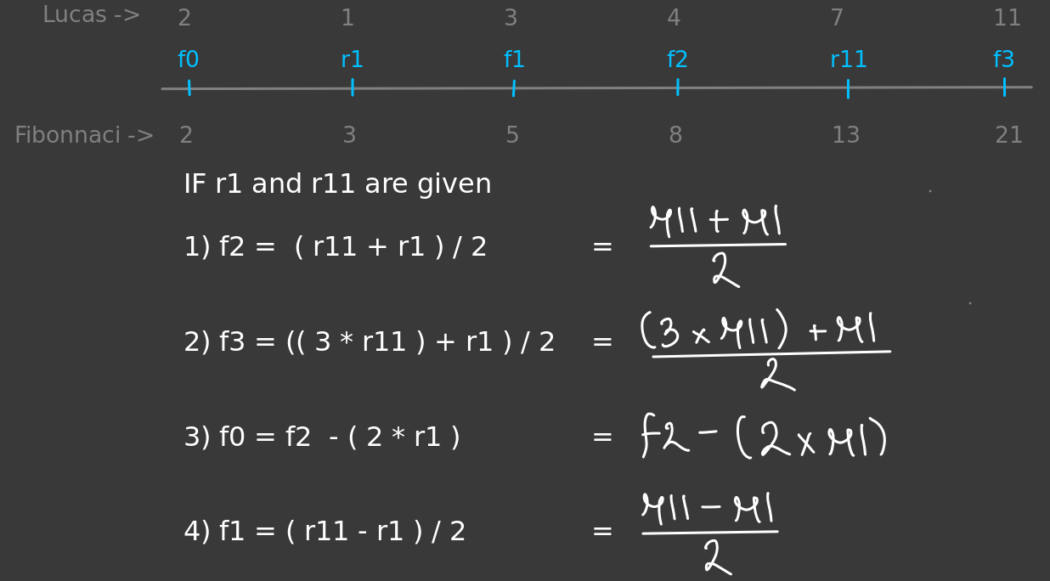 Lucas -> 2 1 3 4 7 11
f0 r1 f1 f2 r11 f3
Fibonnaci -> 2 3 5 8 13 21
IF r1 and r11 are given
1) f2 = ( r11 + r1 ) / 2 = r11 + r1
2
2) f3 = (( 3 * r11 ) + r1 ) / 2 = (3 x r11) + r1
2
3) f0 = f2 - ( 2 * r1 ) = f2 - (2 x r1)
4) f1 = ( r11 - r1 ) / 2 = r11 - r1
2